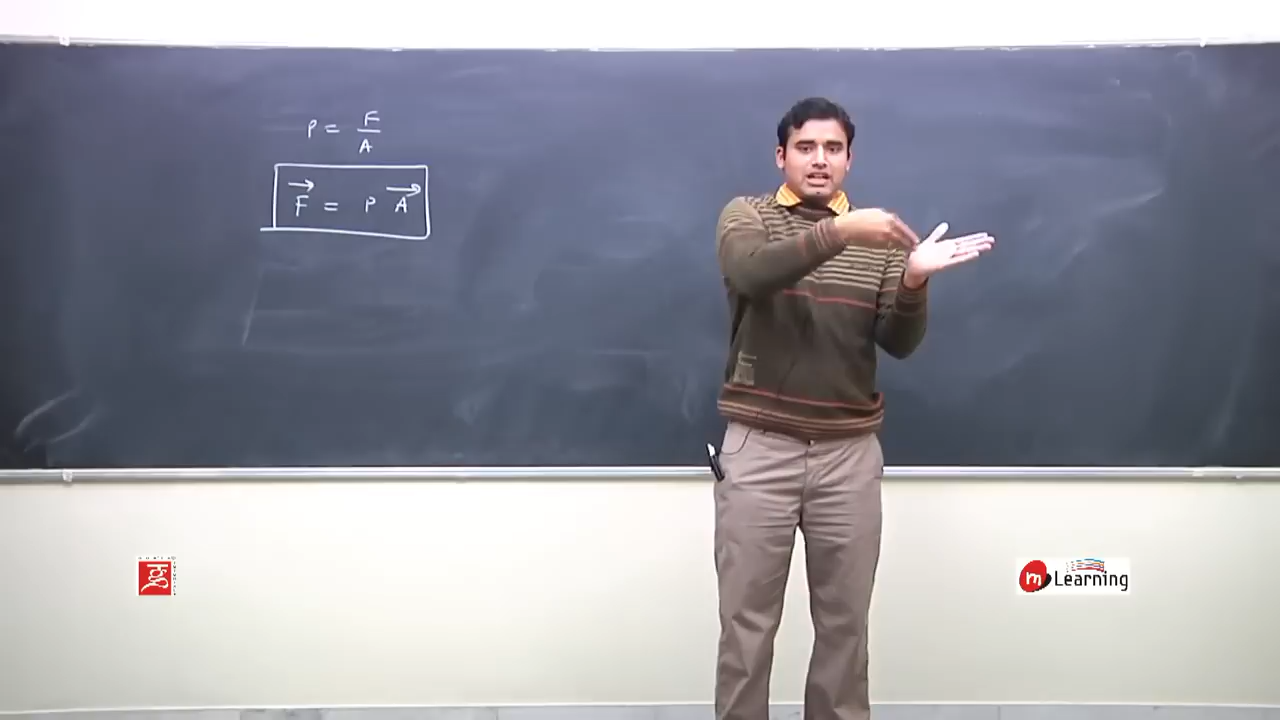 P = F/A
F⃗ = P A⃗
m Learning